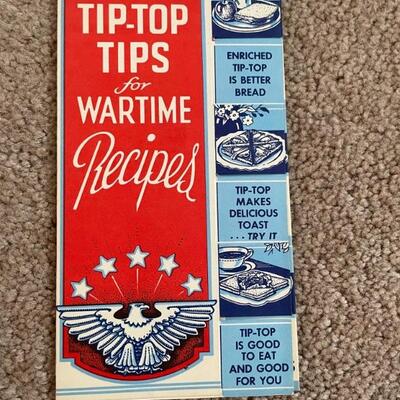 TIP-TOP
TIPS
for
WARTIME
Recipes
ENRICHED
TIP-TOP
IS BETTER
BREAD
TIP-TOP
MAKES
DELICIOUS
TOAST
...TRY IT
TIP-TOP
IS GOOD
TO EAT
AND GOOD
FOR YOU